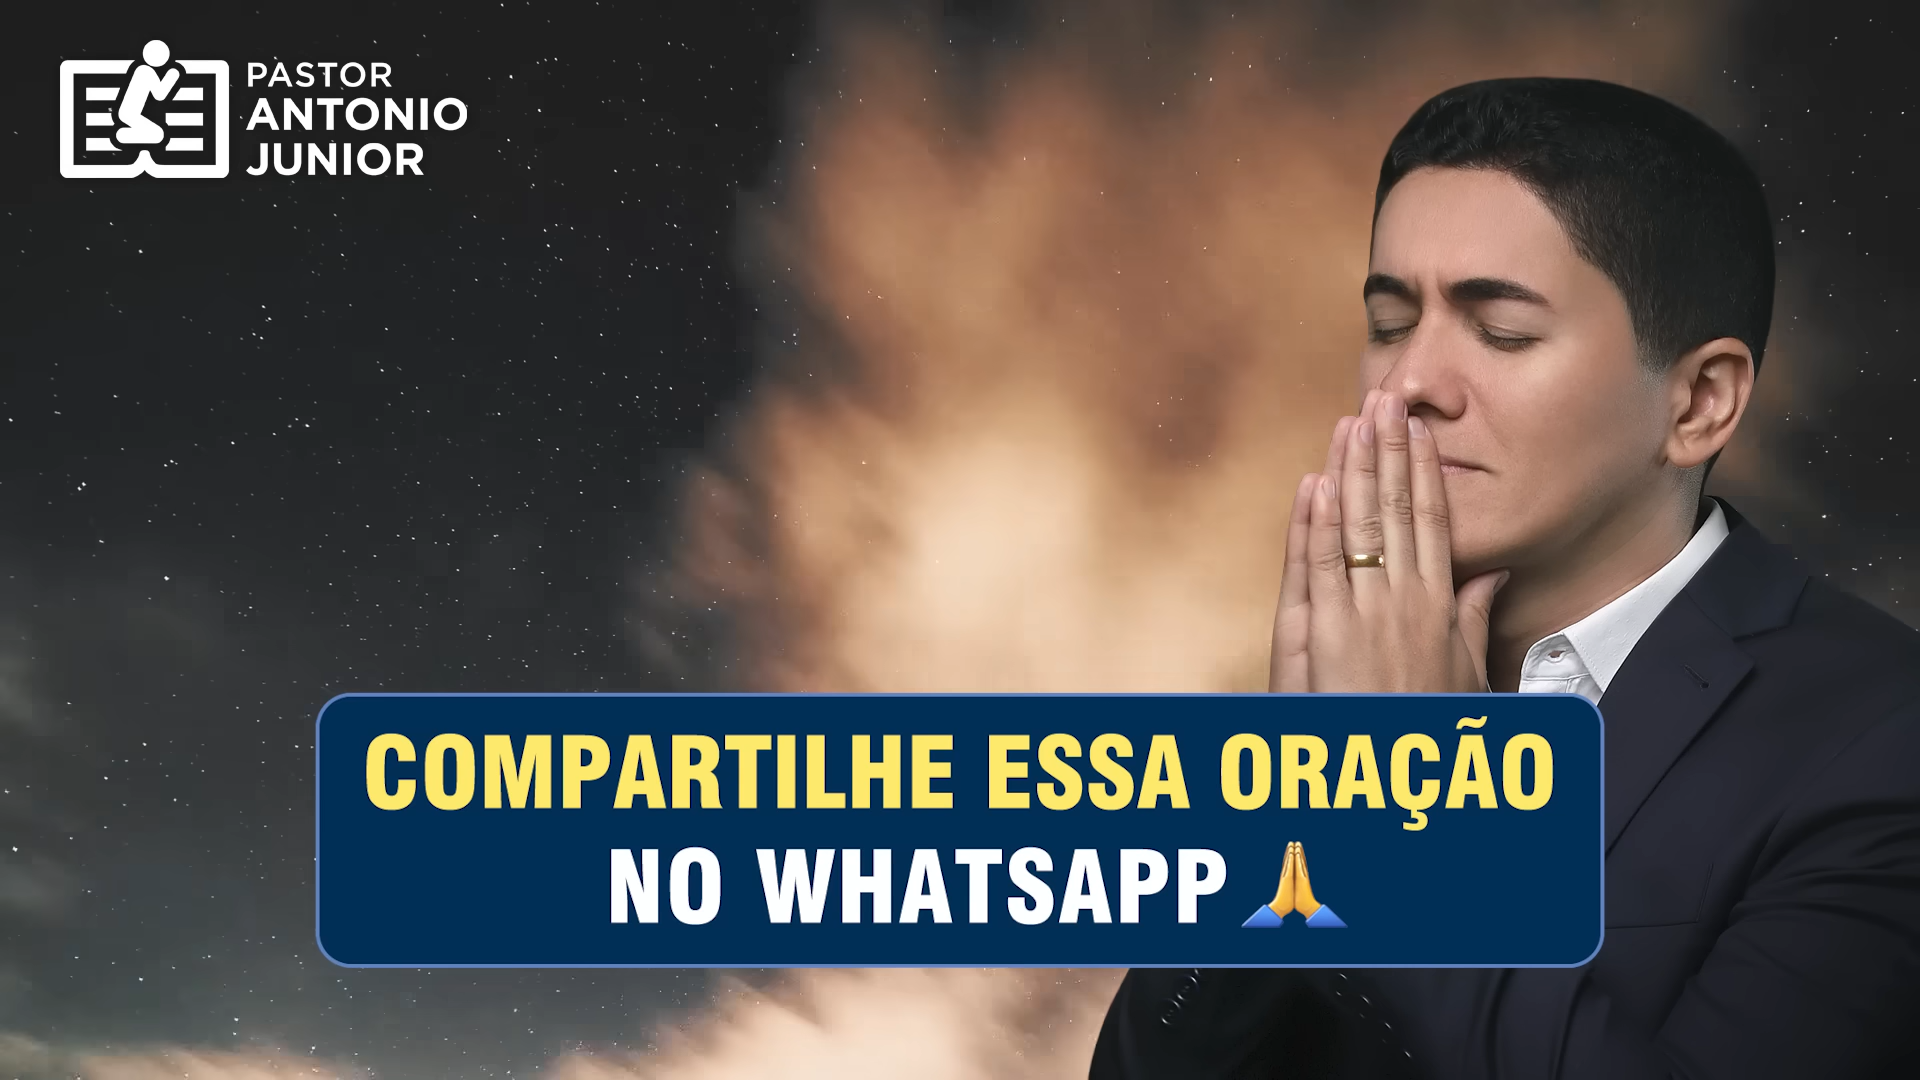 PASTOR
ANTONIO
JUNIOR
COMPARTILHE ESSA ORAÇÃO
NO WHATSAPP🙏